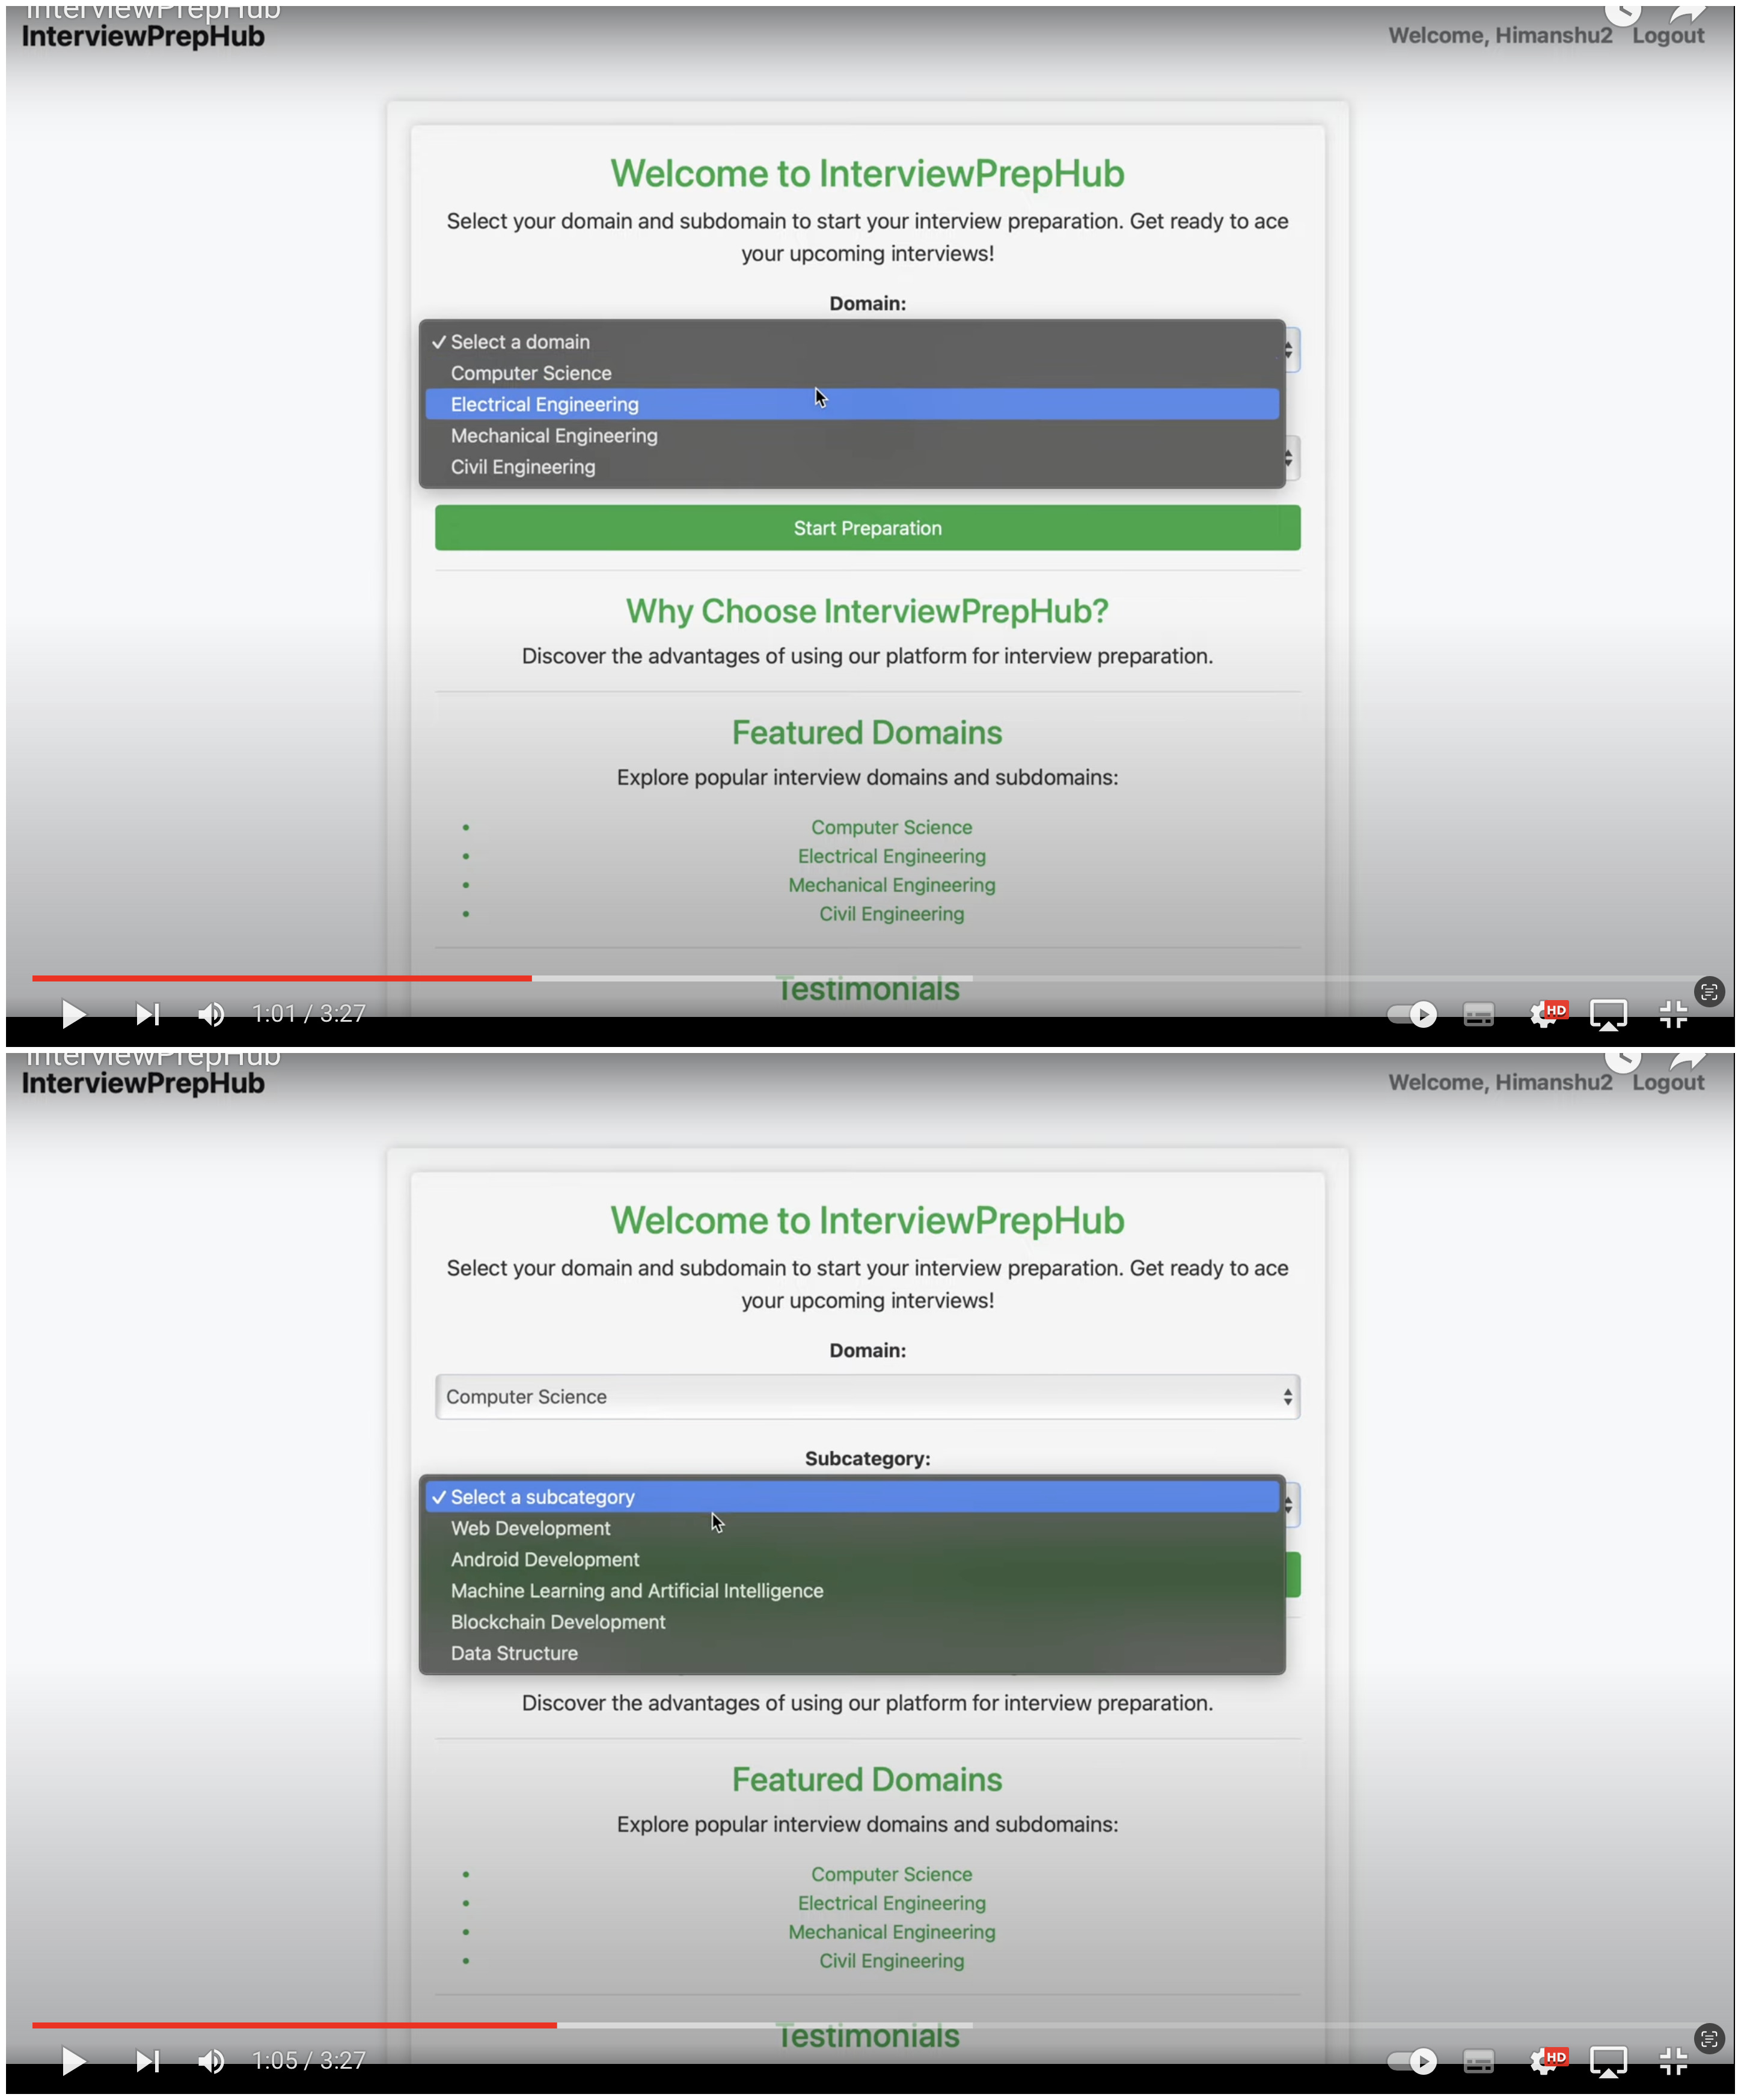 InterviewPrepHub
InterviewPrepHub
Welcome, Himanshu2 Logout
Welcome to InterviewPrepHub
Select your domain and subdomain to start your interview preparation. Get ready to ace
your upcoming interviews!
Domain:
✓ Select a domain
Computer Science
Electrical Engineering
Mechanical Engineering
Civil Engineering
Start Preparation
Why Choose InterviewPrepHub?
Discover the advantages of using our platform for interview preparation.
Featured Domains
Explore popular interview domains and subdomains:
• Computer Science
• Electrical Engineering
• Mechanical Engineering
• Civil Engineering
Testimonials
1:01 / 3:27
HD
InterviewPrepHub
InterviewPrepHub
Welcome, Himanshu2 Logout
Welcome to InterviewPrepHub
Select your domain and subdomain to start your interview preparation. Get ready to ace
your upcoming interviews!
Domain:
Computer Science
Subcategory:
✓ Select a subcategory
Web Development
Android Development
Machine Learning and Artificial Intelligence
Blockchain Development
Data Structure
Discover the advantages of using our platform for interview preparation.
Featured Domains
Explore popular interview domains and subdomains:
• Computer Science
• Electrical Engineering
• Mechanical Engineering
• Civil Engineering
Testimonials
1:05 / 3:27
HD